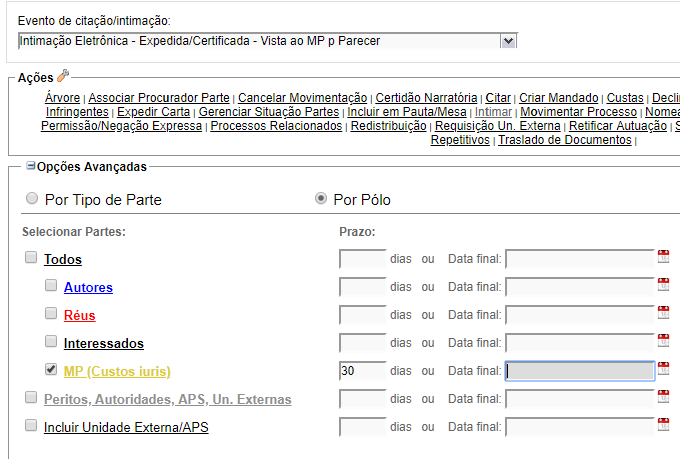 Evento de citação/intimação:
Intimação Eletrônica - Expedida/Certificada - Vista ao MP p Parecer
Ações
Árvore | Associar Procurador Parte | Cancelar Movimentação | Certidão Narratória | Citar | Criar Mandado | Custas | Decli
Infringentes | Expedir Carta | Gerenciar Situação Partes | Incluir em Pauta/Mesa | Intimar | Movimentar Processo | Nomea
Permissão/Negação Expressa | Processos Relacionados | Redistribuição | Requisição Un. Externa | Retificar Autuação | S
Repetitivos | Traslado de Documentos |
Opções Avançadas
Por Tipo de Parte Por Pólo
Selecionar Partes: Prazo:
Todos dias ou Data final:
Autores dias ou Data final:
Réus dias ou Data final:
Interessados dias ou Data final:
MP (Custos iuris) 30 dias ou Data final:
Peritos, Autoridades, APS, Un. Externas dias ou Data final:
Incluir Unidade Externa/APS dias ou Data final: